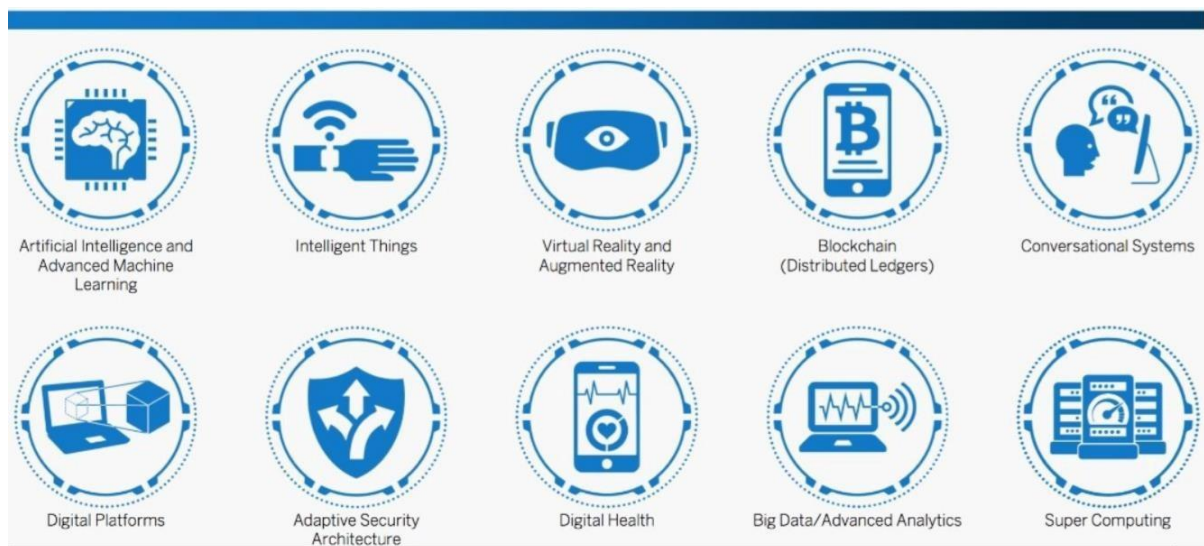 Artificial Intelligence and
Advanced Machine
Learning
Intelligent Things
Virtual Reality and
Augmented Reality
Blockchain
(Distributed Ledgers)
Conversational Systems
Digital Platforms
Adaptive Security
Architecture
Digital Health
Big Data/Advanced Analytics
Super Computing